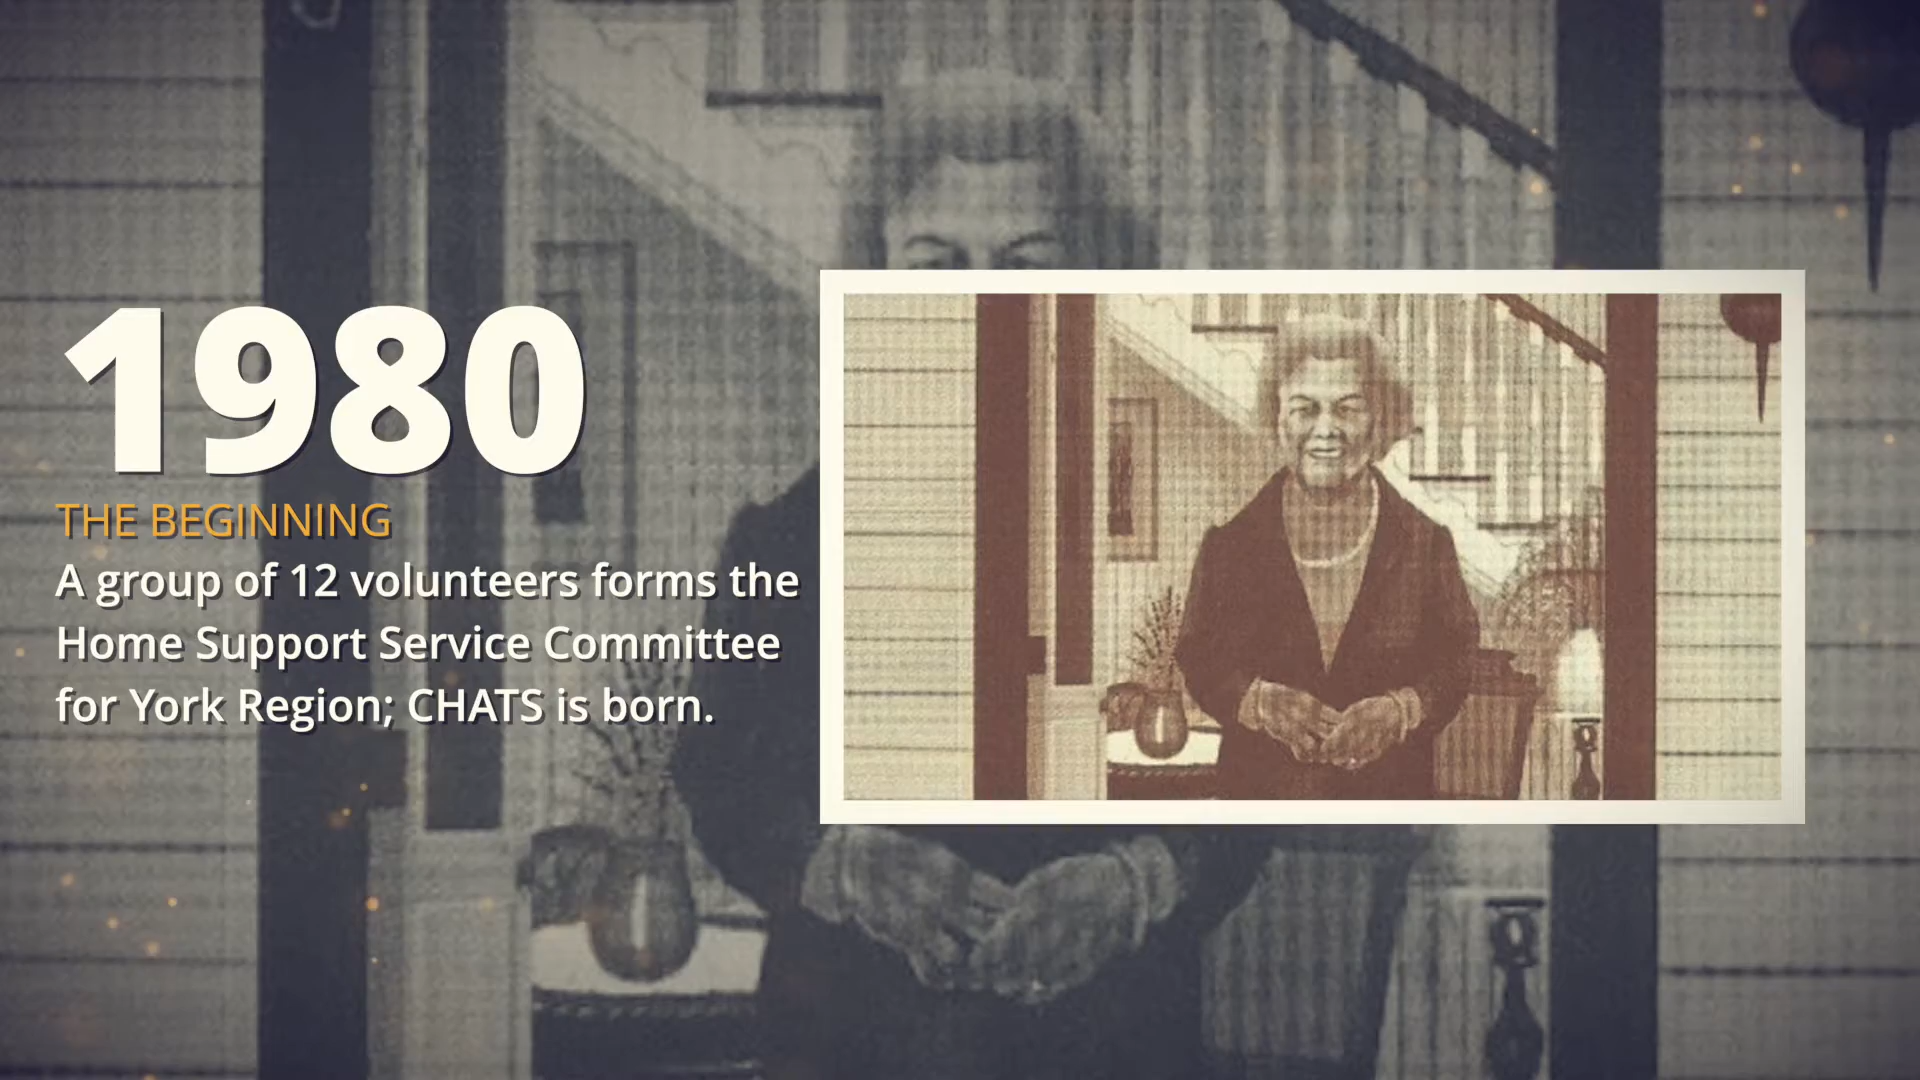 1980
THE BEGINNING
A group of 12 volunteers forms the
Home Support Service Committee
for York Region; CHATS is born.